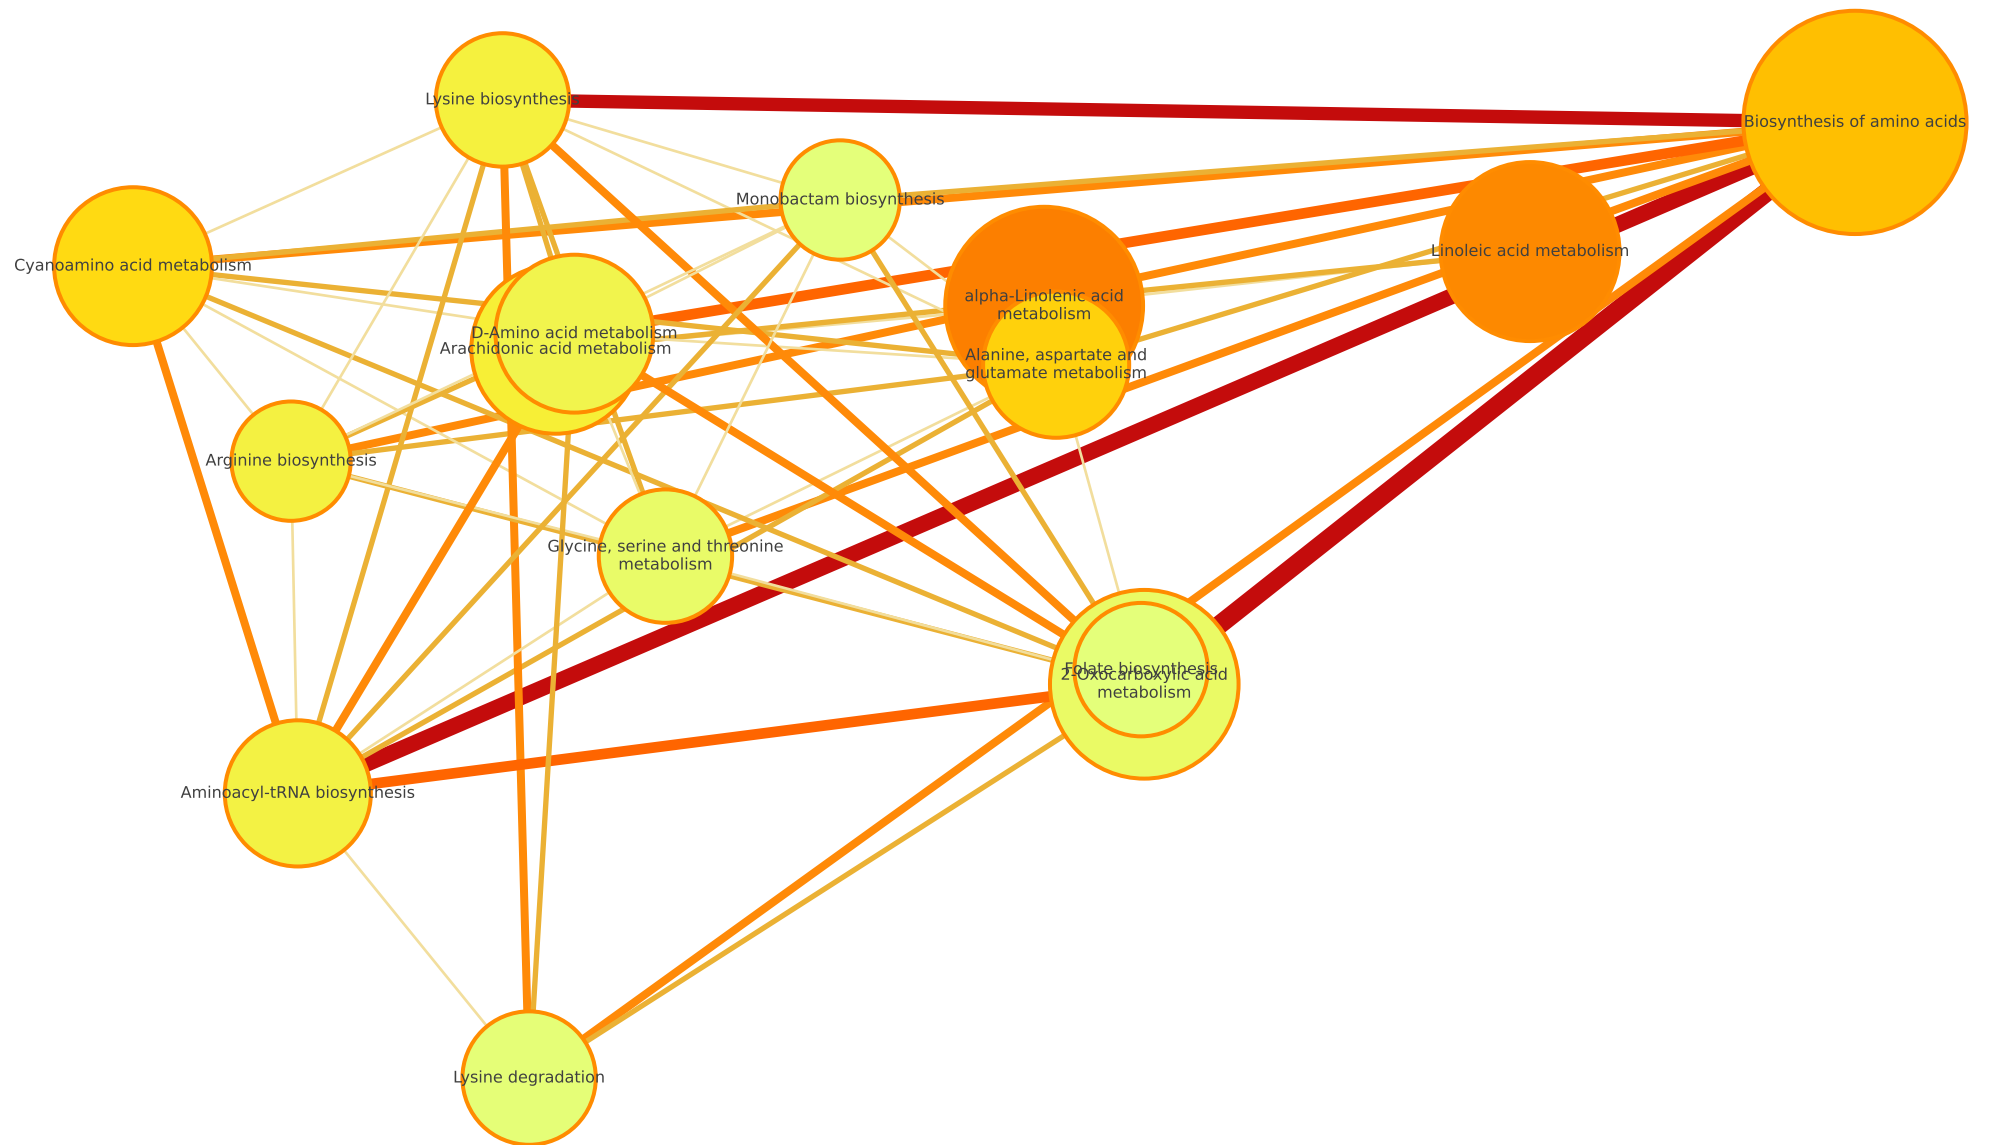 Lysine biosynthesis
Biosynthesis of amino acids
Monobactam biosynthesis
Linoleic acid metabolism
Cyanoamino acid metabolism
alpha-Linolenic acid
metabolism
D-Amino acid metabolism
Arachidonic acid metabolism
Alanine, aspartate and
glutamate metabolism
Arginine biosynthesis
Glycine, serine and threonine
metabolism
Folate biosynthesis
2-Oxocarboxylic acid
metabolism
Aminoacyl-tRNA biosynthesis
Lysine degradation